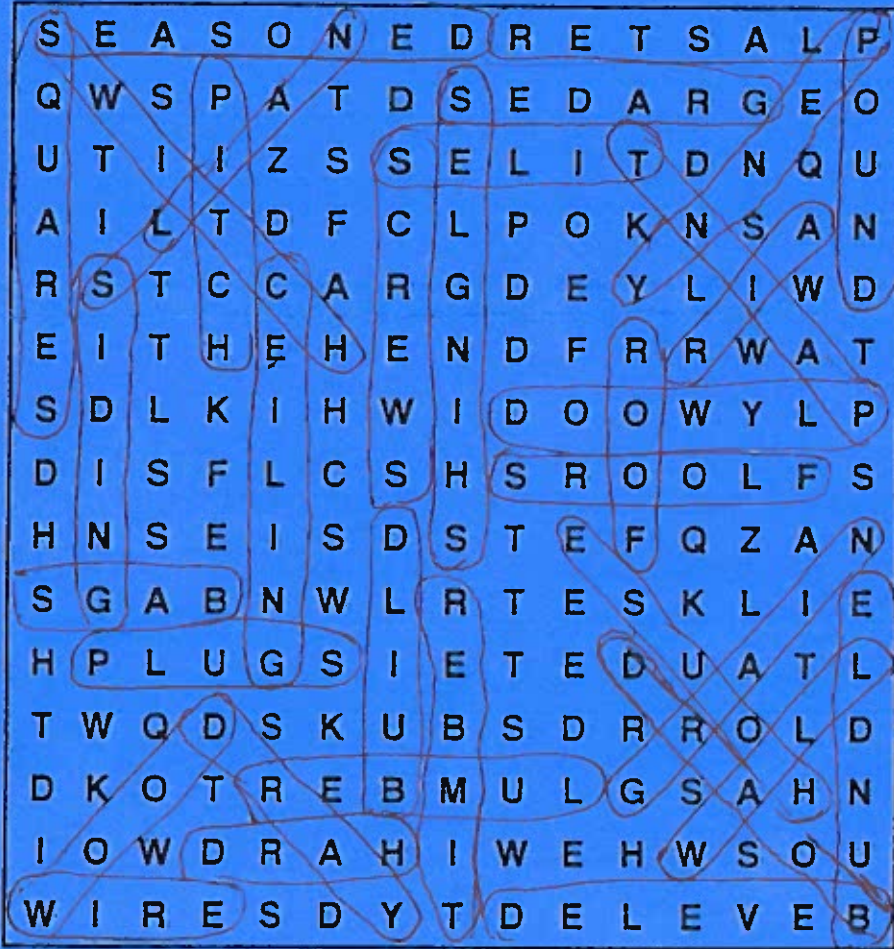 S E A S O N E D R E T S A L P
Q W S P A T D S E D A R G E O
U T I I Z S S E L I T D N Q U
A I L T D F C L P O K N S A N
R S T C C A R G D E Y L I W D
E I T H E H E N D F R R W A T
S D L K I H W I D O O W Y L P
D I S F L C S H S R O O L F S
H N S E I S D S T E F Q Z A N
S G A B N W L R T E S K L I E
H P L U G S I E T E D U A T L
T W Q D S K U B S D R R O L D
D K O T R E B M U L G S A H N
I O W D R A H I W E H W S O U
W I R E S D Y T D E L E V E B